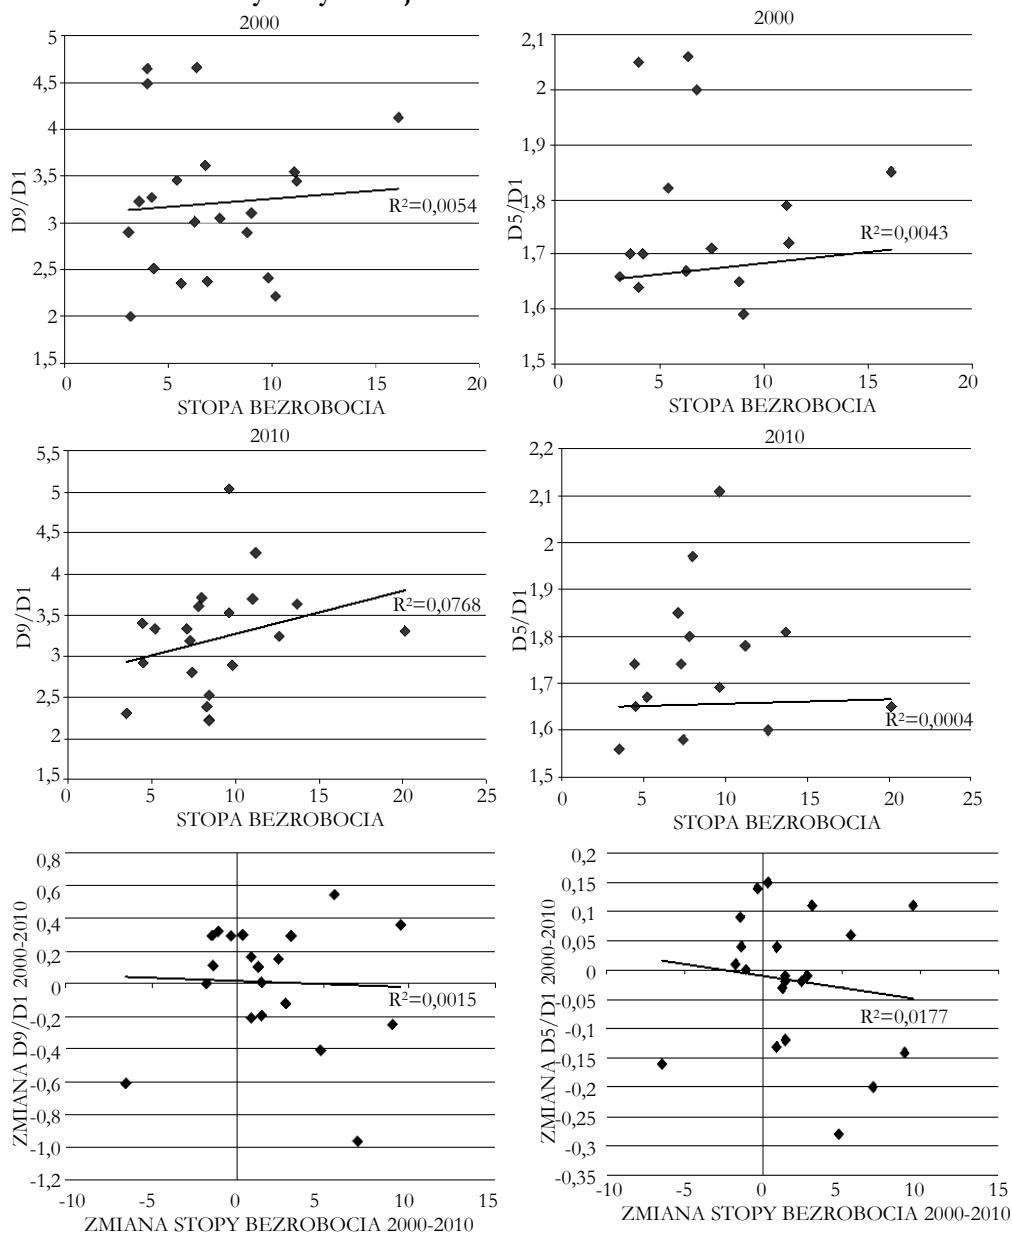 2000
5
4,5
4
3,5
3
2,5
2
1,5
D9/D1
R²=0,0054
0 5 10 15 20
STOPA BEZROBOCIA
2000
2,1
2
1,9
1,8
1,7
1,6
1,5
D5/D1
R²=0,0043
0 5 10 15 20
STOPA BEZROBOCIA
2010
5,5
5
4,5
4
3,5
3
2,5
2
1,5
D9/D1
R²=0,0768
0 5 10 15 20 25
STOPA BEZROBOCIA
2010
2,2
2,1
2
1,9
1,8
1,7
1,6
1,5
D5/D1
R²=0,0004
0 5 10 15 20 25
STOPA BEZROBOCIA
0,8
0,6
0,4
0,2
0
-0,2
-0,4
-0,6
-0,8
-1,0
-1,2
ZMIANA D9/D1 2000-2010
R²=0,0015
-10 -5 0 5 10 15
ZMIANA STOPY BEZROBOCIA 2000-2010
0,2
0,15
0,1
0,05
0
-0,05
-0,1
-0,15
-0,2
-0,25
-0,3
-0,35
ZMIANA D5/D1 2000-2010
R²=0,0177
-10 -5 0 5 10 15
ZMIANA STOPY BEZROBOCIA 2000-2010